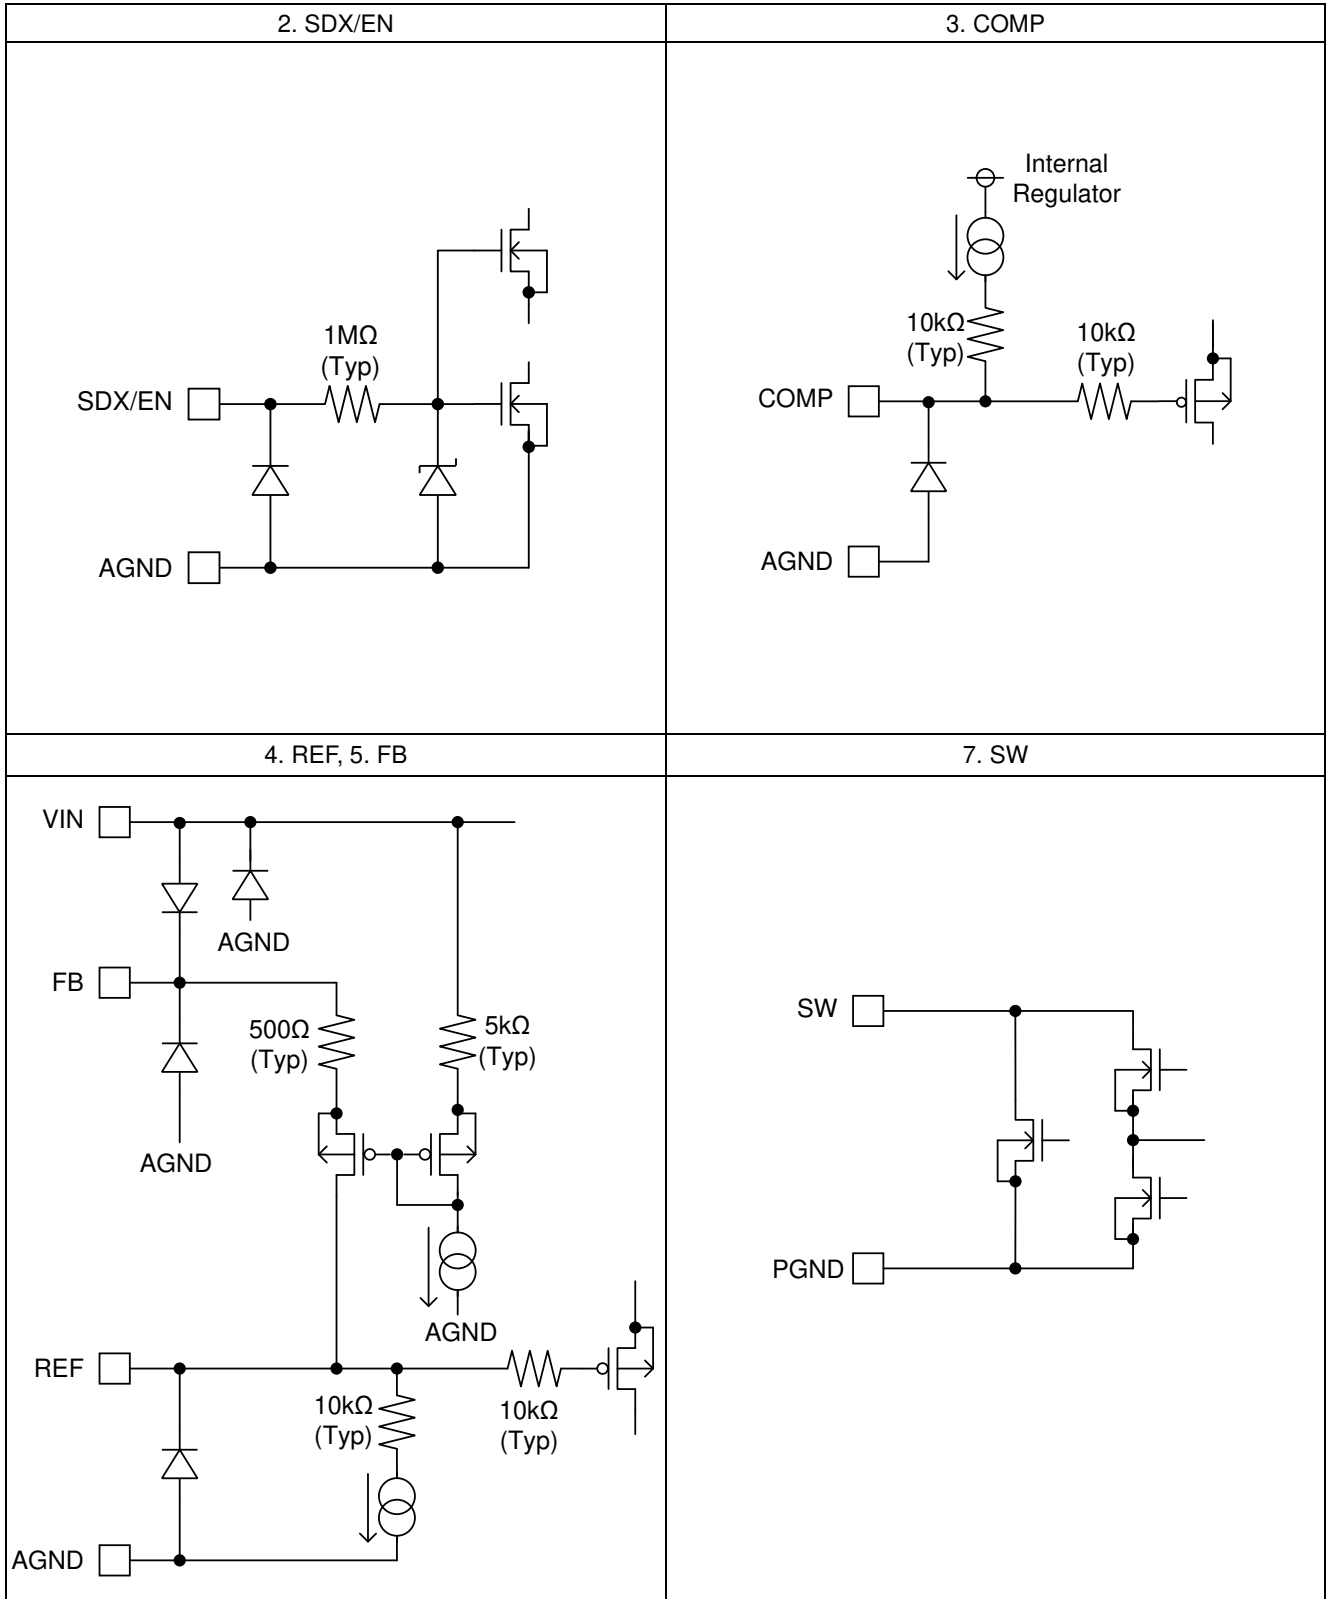 2. SDX/EN
3. COMP
1MΩ
(Typ)
SDX/EN
AGND
Internal
Regulator
10kΩ
(Typ)
10kΩ
(Typ)
COMP
AGND
4. REF, 5. FB
7. SW
VIN
AGND
FB
500Ω
(Typ)
5kΩ
(Typ)
AGND
AGND
REF
10kΩ
(Typ)
10kΩ
(Typ)
AGND
SW
PGND